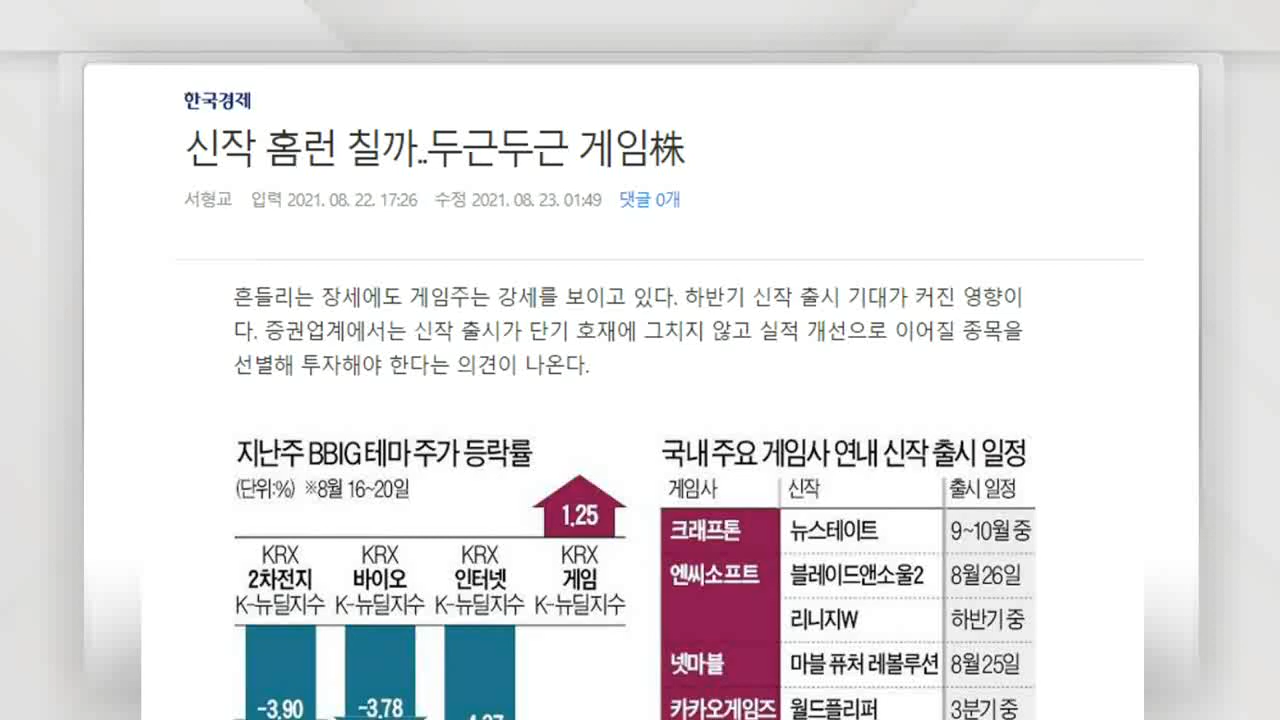 한국경제
신작 홈런 칠까..두근두근 게임株
서형교 입력 2021. 08. 22. 17:26 수정 2021. 08. 23. 01:49 댓글 0개
흔들리는 장세에도 게임주는 강세를 보이고 있다. 하반기 신작 출시 기대가 커진 영향이
다. 증권업계에서는 신작 출시가 단기 호재에 그치지 않고 실적 개선으로 이어질 종목을
선별해 투자해야 한다는 의견이 나온다.
지난주 BBIG 테마 주가 등락률
(단위:%) ※8월 16~20일
1.25
KRX KRX KRX KRX
2차전지 바이오 인터넷 게임
K-뉴딜지수 K-뉴딜지수 K-뉴딜지수 K-뉴딜지수
-3.90 -3.78
국내 주요 게임사 연내 신작 출시 일정
게임사 신작 출시 일정
크래프톤 뉴스테이트 9~10월 중
엔씨소프트 블레이드앤소울2 8월26일
리니지W 하반기 중
넷마블 마블 퓨처 레볼루션 8월25일
카카오게임즈 월드플리퍼 3분기 중